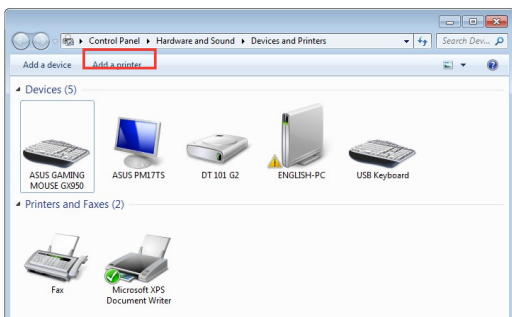 Control Panel ▸ Hardware and Sound ▸ Devices and Printers
Search Dev...
Add a device
Add a printer
Devices (5)
ASUS GAMING
MOUSE GX950
ASUS PM17TS
DT 101 G2
ENGLISH-PC
USB Keyboard
Printers and Faxes (2)
Fax
Microsoft XPS
Document Writer